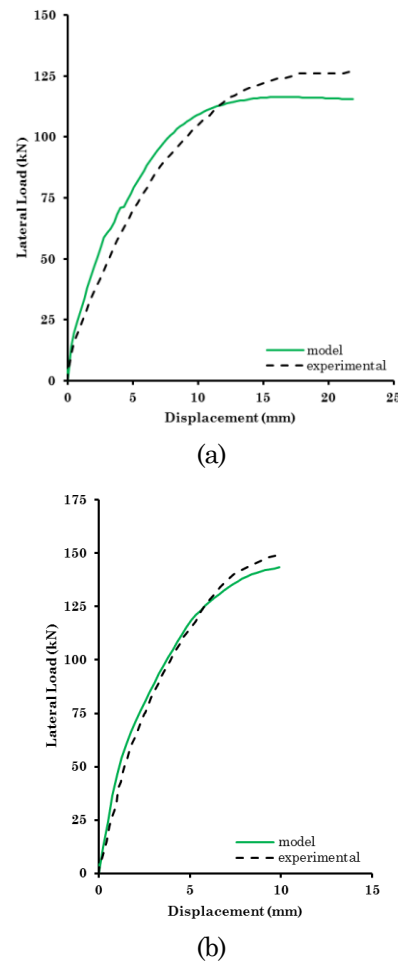 150
125
100
75
50
25
0
Lateral Load (kN)
model
experimental
0 5 10 15 20 25
Displacement (mm)
(a)
175
150
125
100
75
50
25
0
Lateral Load (kN)
model
experimental
0 5 10 15
Displacement (mm)
(b)